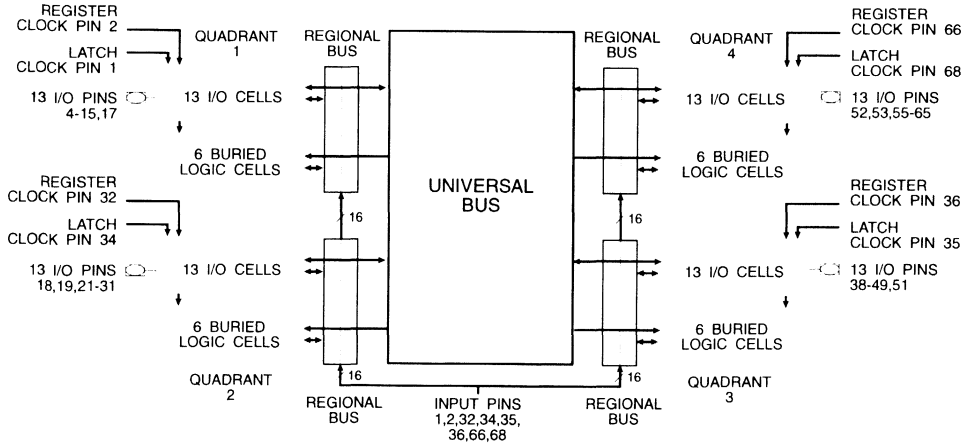 REGISTER
CLOCK PIN 2
LATCH
CLOCK PIN 1
QUADRANT
1
REGIONAL
BUS
13 I/O PINS
4-15,17
13 I/O CELLS
6 BURIED
LOGIC CELLS
16
REGISTER
CLOCK PIN 32
LATCH
CLOCK PIN 34
13 I/O PINS
18,19,21-31
13 I/O CELLS
6 BURIED
LOGIC CELLS
QUADRANT
2
16
REGIONAL
BUS
UNIVERSAL
BUS
INPUT PINS
1,2,32,34,35,
36,66,68
REGIONAL
BUS
QUADRANT
4
REGISTER
CLOCK PIN 66
LATCH
CLOCK PIN 68
13 I/O CELLS
13 I/O PINS
52,53,55-65
6 BURIED
LOGIC CELLS
16
REGISTER
CLOCK PIN 36
LATCH
CLOCK PIN 35
13 I/O CELLS
13 I/O PINS
38-49,51
6 BURIED
LOGIC CELLS
16
REGIONAL
BUS
QUADRANT
3